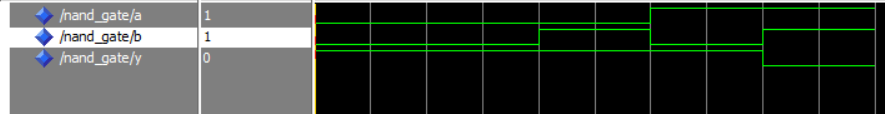 /nand_gate/a 1
/nand_gate/b 1
/nand_gate/y 0